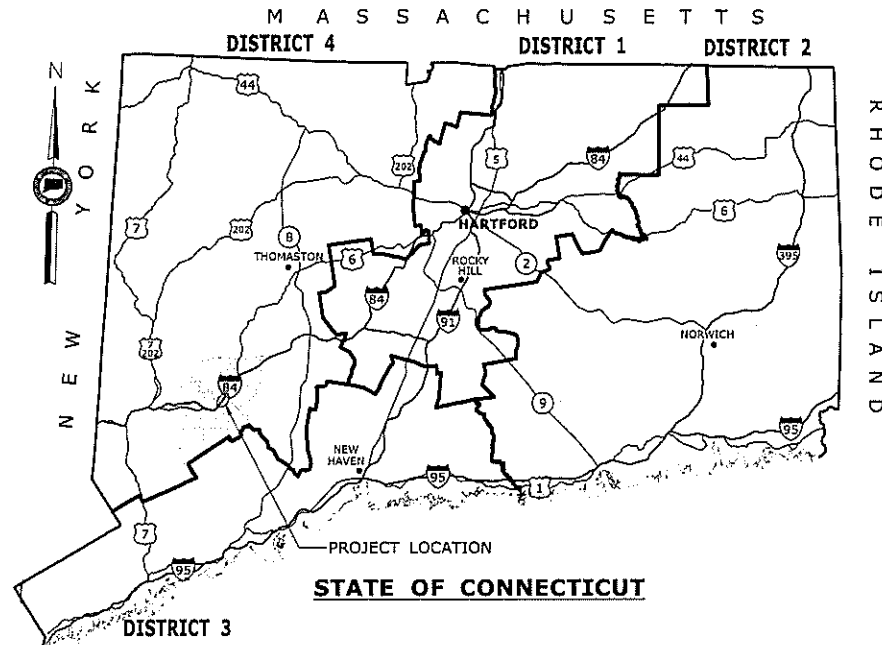 M A S S A C H U S E T T S
DISTRICT 4
DISTRICT 1
DISTRICT 2
N
N E W Y O R K
R H O D E I S L A N D
44
202
5
84
44
7
202
8
HARTFORD
6
THOMASTON
6
ROCKY
HILL
2
395
84
91
NORWICH
7
202
84
9
NEW
HAVEN
95
95
1
7
PROJECT LOCATION
95
STATE OF CONNECTICUT
DISTRICT 3